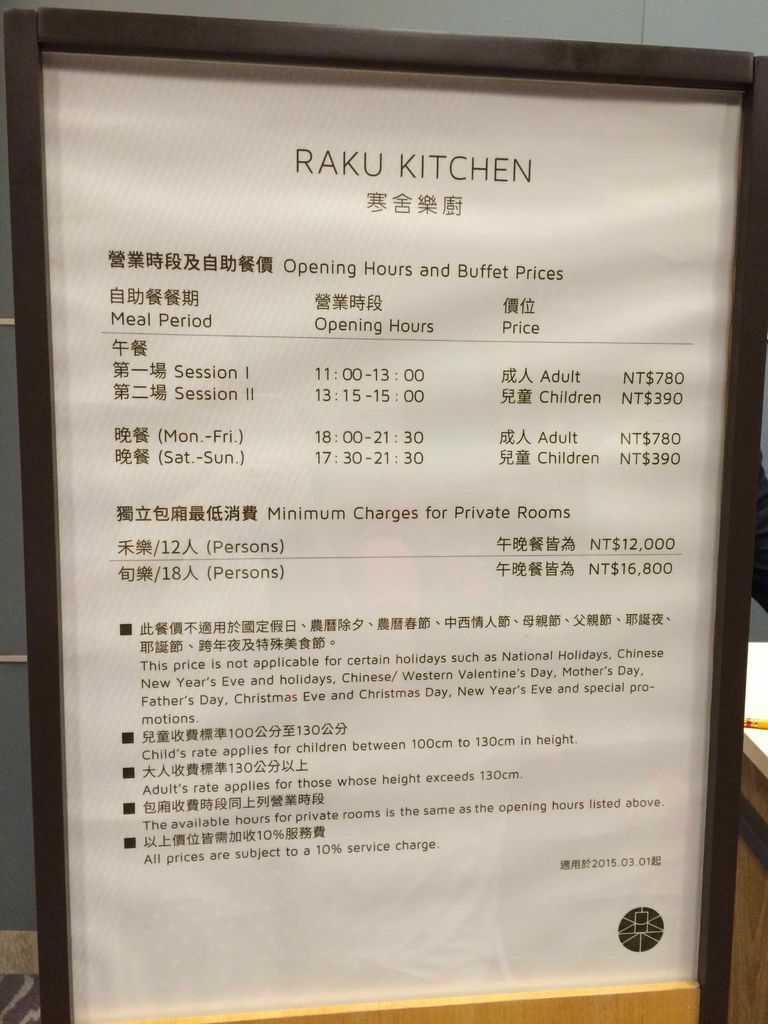 RAKU KITCHEN
寒舍樂廚
營業時段及自助餐價 Opening Hours and Buffet Prices
自助餐餐期 營業時段 價位
Meal Period Opening Hours Price
午餐
第一場 Session I 11:00-13:00 成人 Adult NT$780
第二場 Session II 13:15-15:00 兒童 Children NT$390
晚餐 (Mon.-Fri.) 18:00-21:30 成人 Adult NT$780
晚餐 (Sat.-Sun.) 17:30-21:30 兒童 Children NT$390
獨立包廂最低消費 Minimum Charges for Private Rooms
禾樂/12人 (Persons) 午晚餐皆為 NT$12,000
旬樂/18人 (Persons) 午晚餐皆為 NT$16,800
■ 此餐價不適用於國定假日、農曆除夕、農曆春節、中西情人節、母親節、父親節、耶誕夜、
耶誕節、跨年夜及特殊美食節。
This price is not applicable for certain holidays such as National Holidays, Chinese
New Year's Eve and holidays, Chinese/ Western Valentine's Day, Mother's Day,
Father's Day, Christmas Eve and Christmas Day, New Year's Eve and special pro-
motions.
■ 兒童收費標準100公分至130公分
Child's rate applies for children between 100cm to 130cm in height.
■ 大人收費標準130公分以上
Adult's rate applies for those whose height exceeds 130cm.
■ 包廂收費時段同上列營業時段
The available hours for private rooms is the same as the opening hours listed above.
■ 以上價位皆需加收10%服務費
All prices are subject to a 10% service charge.
適用於2015.03.01起